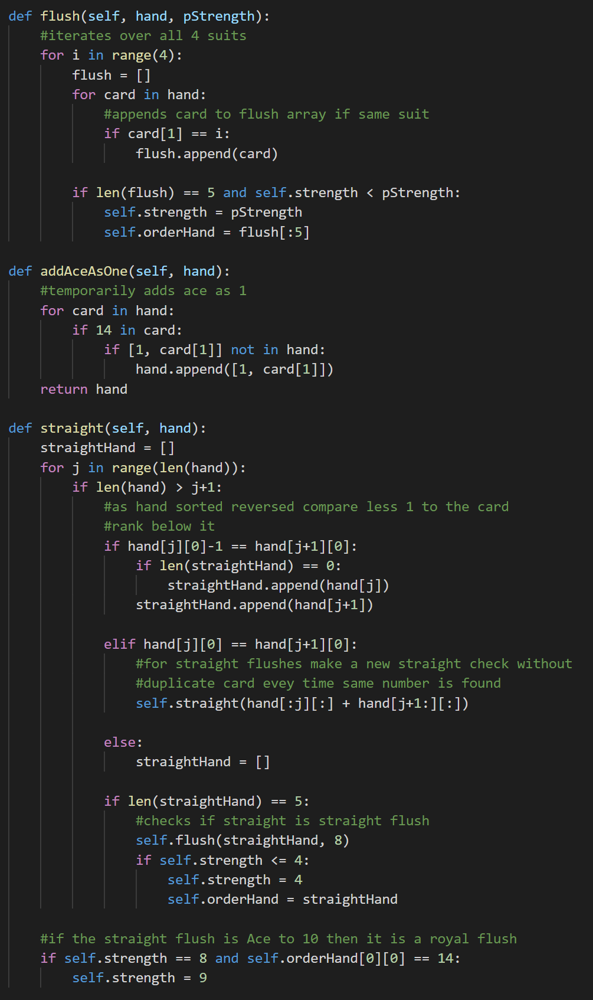 def flush(self, hand, pStrength):
    #iterates over all 4 suits
    for i in range(4):
        flush = []
        for card in hand:
            #appends card to flush array if same suit
            if card[1] == i:
                flush.append(card)

        if len(flush) == 5 and self.strength < pStrength:
            self.strength = pStrength
            self.orderHand = flush[:5]

def addAceAsOne(self, hand):
    #temporarily adds ace as 1
    for card in hand:
        if 14 in card:
            if [1, card[1]] not in hand:
                hand.append([1, card[1]])
    return hand

def straight(self, hand):
    straightHand = []
    for j in range(len(hand)):
        if len(hand) > j+1:
            #as hand sorted reversed compare less 1 to the card
            #rank below it
            if hand[j][0]-1 == hand[j+1][0]:
                if len(straightHand) == 0:
                    straightHand.append(hand[j])
                straightHand.append(hand[j+1])

            elif hand[j][0] == hand[j+1][0]:
                #for straight flushes make a new straight check without
                #duplicate card evey time same number is found
                self.straight(hand[:j][:] + hand[j+1:][:])

            else:
                straightHand = []

            if len(straightHand) == 5:
                #checks if straight is straight flush
                self.flush(straightHand, 8)
                if self.strength <= 4:
                    self.strength = 4
                    self.orderHand = straightHand

    #if the straight flush is Ace to 10 then it is a royal flush
    if self.strength == 8 and self.orderHand[0][0] == 14:
        self.strength = 9